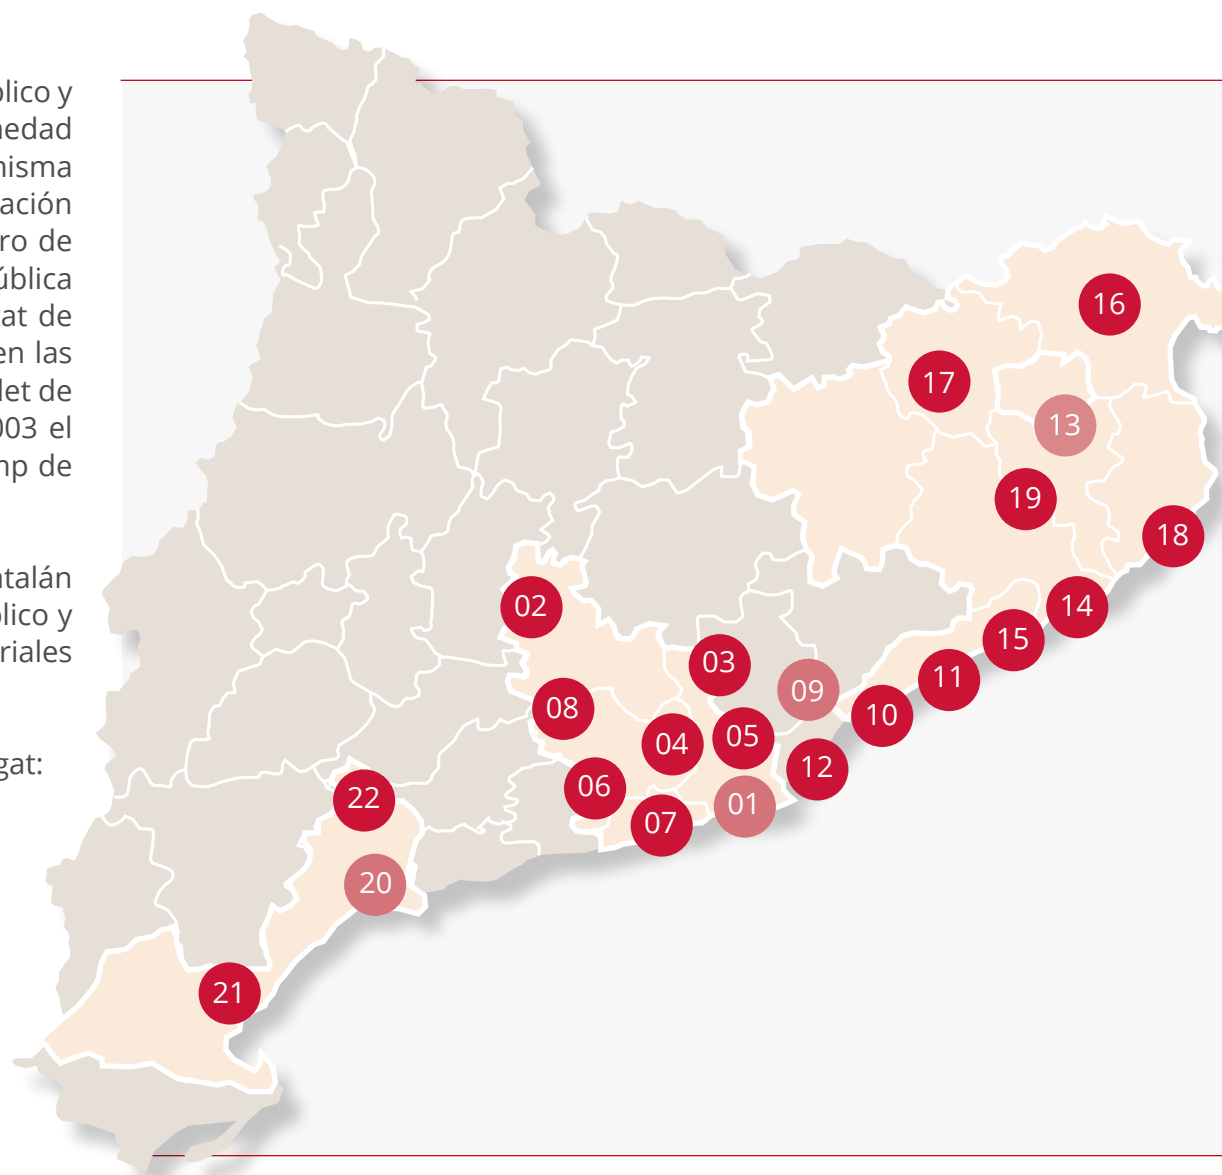 lico y
nedad
nisma
ación
ro de
ública
at de
en las
let de
003 el
np de
atalán
lico y
riales
gat:
16
17
13
19
18
02
14
15
03
11
09
08
10
05
04
12
06
22
01
07
20
21